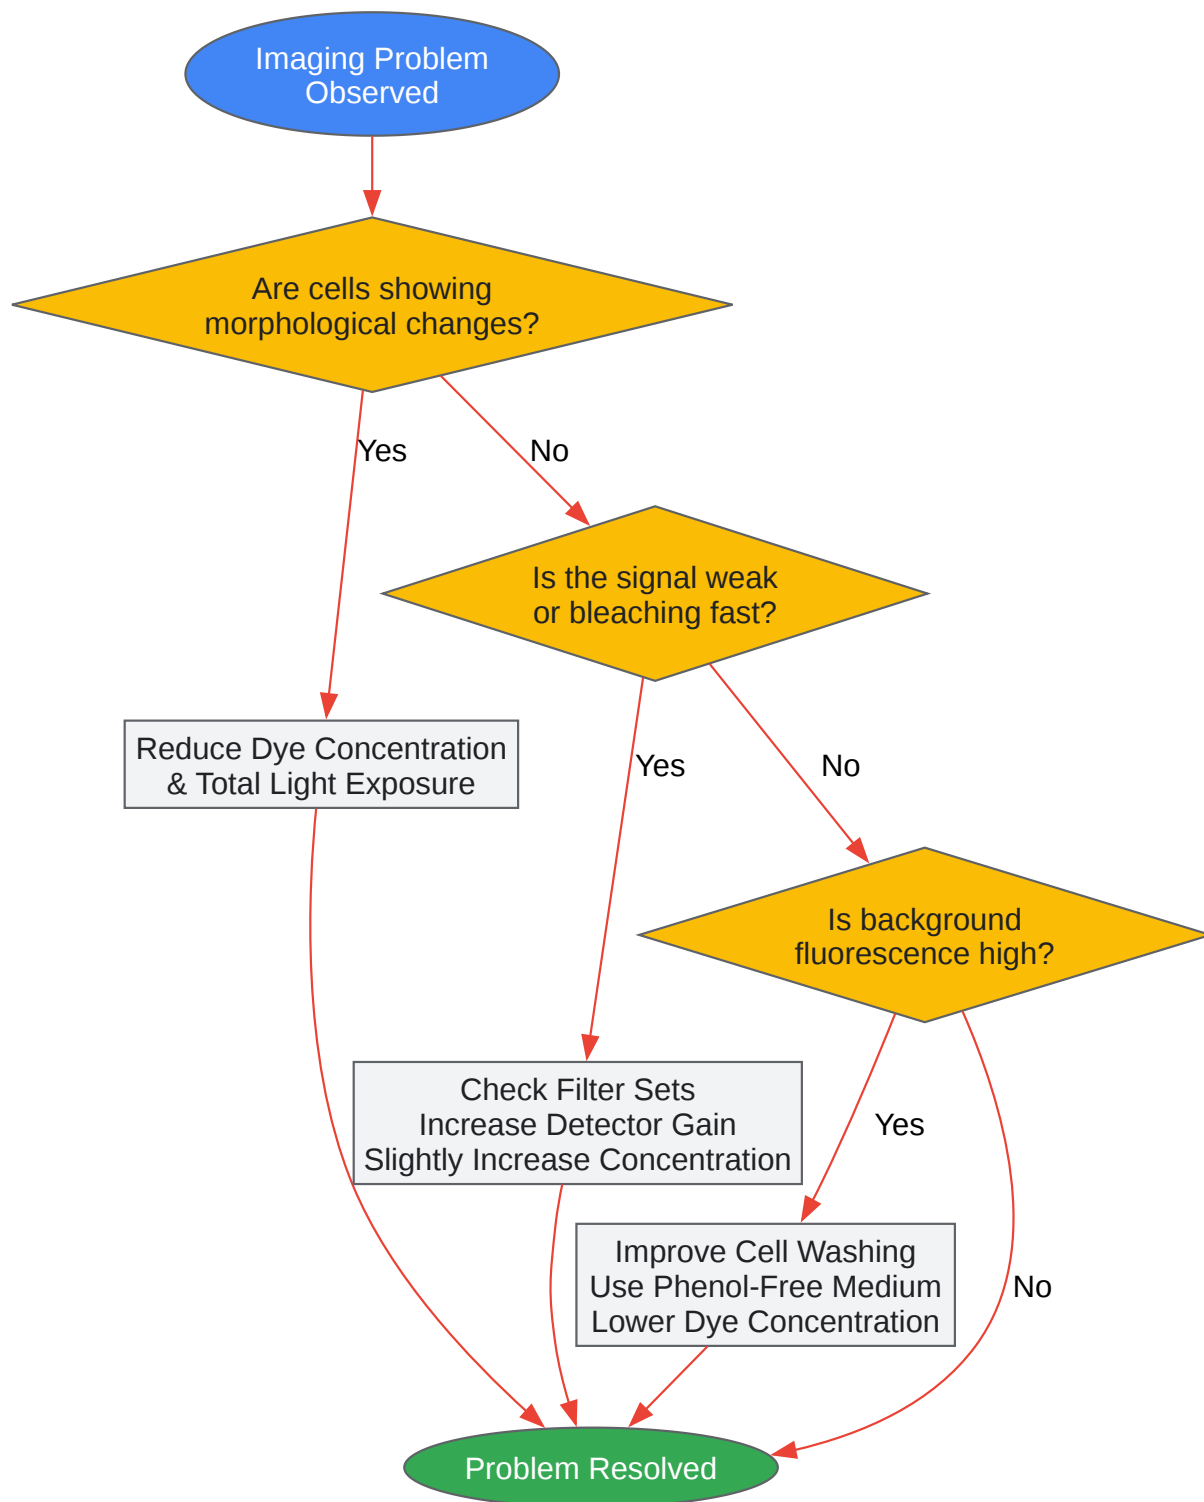 Imaging Problem
Observed
Are cells showing
morphological changes?
Yes
No
Is the signal weak
or bleaching fast?
Reduce Dye Concentration
& Total Light Exposure
Yes
No
Is background
fluorescence high?
Check Filter Sets
Increase Detector Gain
Slightly Increase Concentration
Yes
Improve Cell Washing
Use Phenol-Free Medium
Lower Dye Concentration
No
Problem Resolved